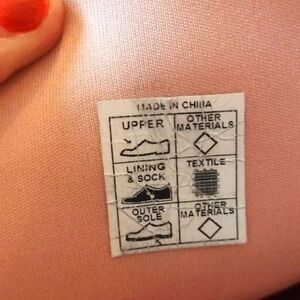 MADE IN CHINA
UPPER
OTHER
MATERIALS
LINING
& SOCK
TEXTILE
OUTER
SOLE
OTHER
MATERIALS